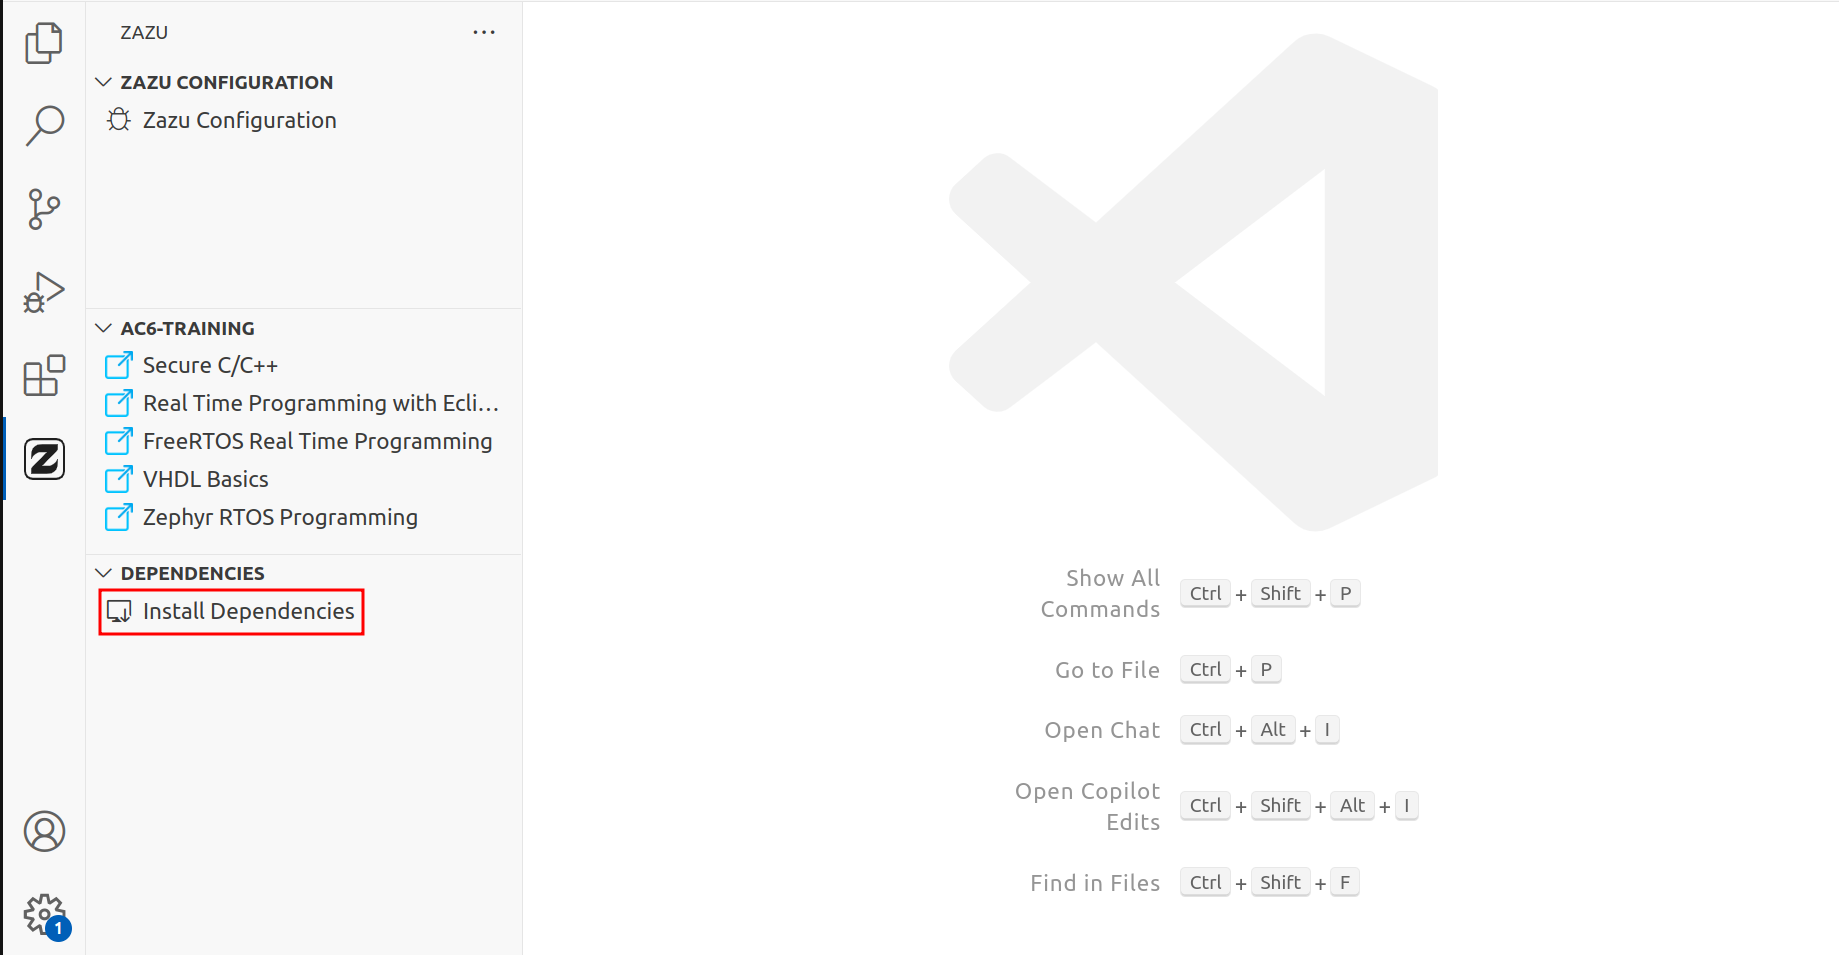 ZAZU
ZAZU CONFIGURATION
Zazu Configuration
AC6-TRAINING
Secure C/C++
Real Time Programming with Ecli...
FreeRTOS Real Time Programming
VHDL Basics
Zephyr RTOS Programming
DEPENDENCIES
Install Dependencies
Z
1
Show All Commands Ctrl + Shift + P
Go to File Ctrl + P
Open Chat Ctrl + Alt + I
Open Copilot Edits Ctrl + Shift + Alt + I
Find in Files Ctrl + Shift + F